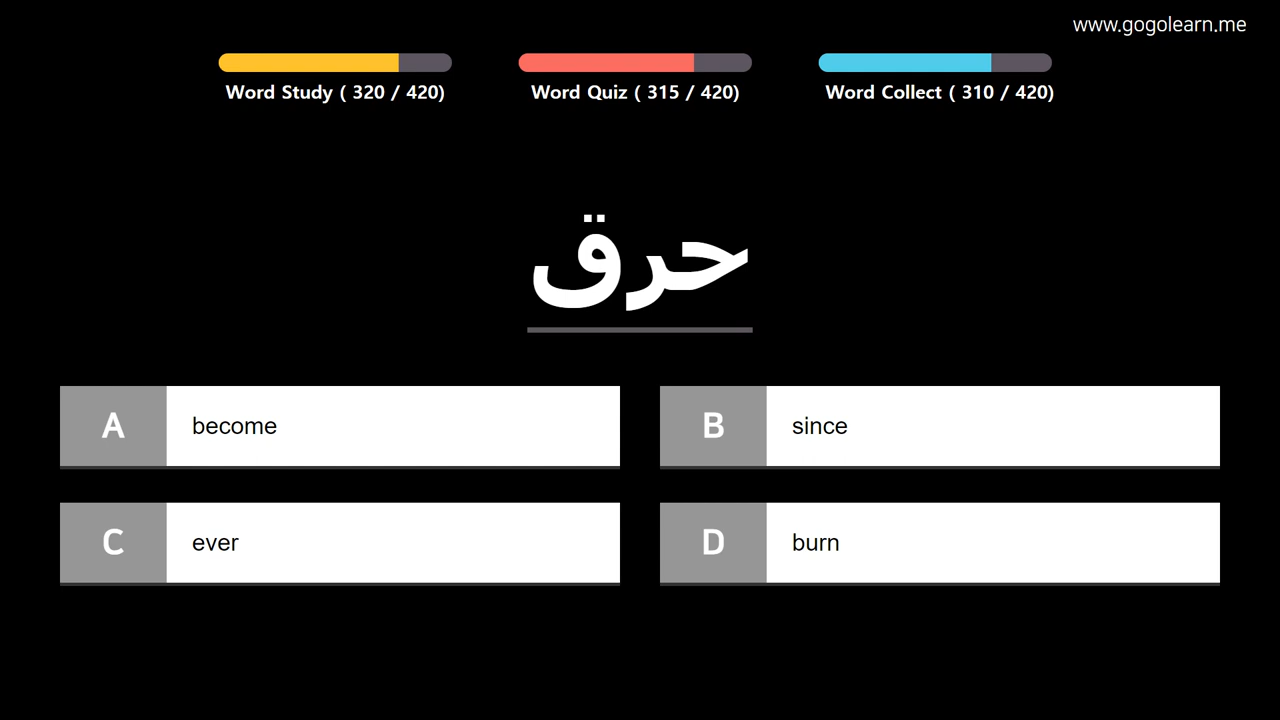 www.gogolearn.me
Word Study ( 320 / 420)
Word Quiz ( 315 / 420)
Word Collect ( 310 / 420)
حرق
A become
B since
C ever
D burn